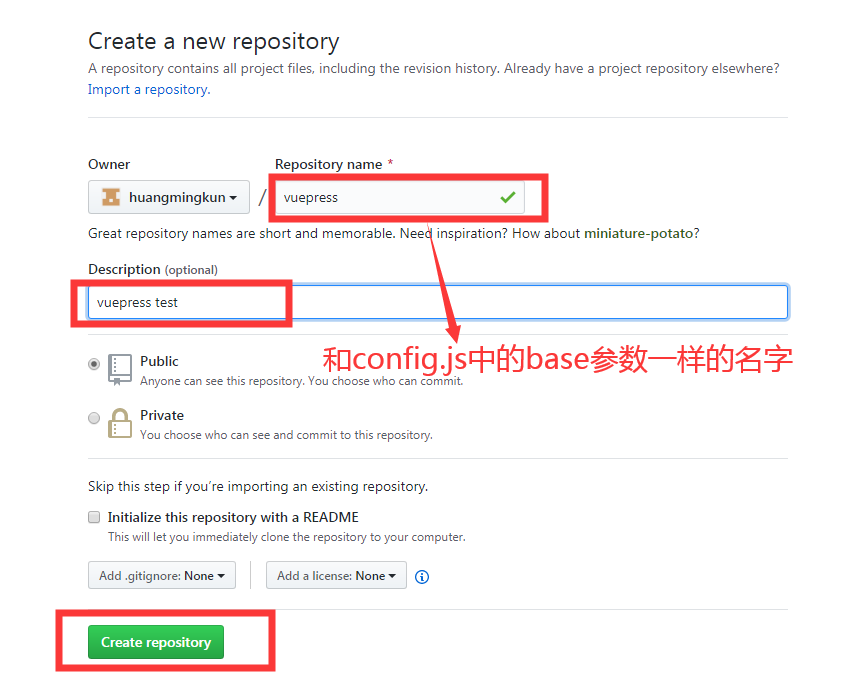 Create a new repository
A repository contains all project files, including the revision history. Already have a project repository elsewhere?
Import a repository.
Owner
Repository name *
huangmingkun
/
vuepress
Great repository names are short and memorable. Need inspiration? How about miniature-potato?
Description (optional)
vuepress test
和config.js中的base参数一样的名字
Public
Anyone can see this repository. You choose who can commit.
Private
You choose who can see and commit to this repository.
Skip this step if you’re importing an existing repository.
Initialize this repository with a README
This will let you immediately clone the repository to your computer.
Add .gitignore: None
Add a license: None
Create repository